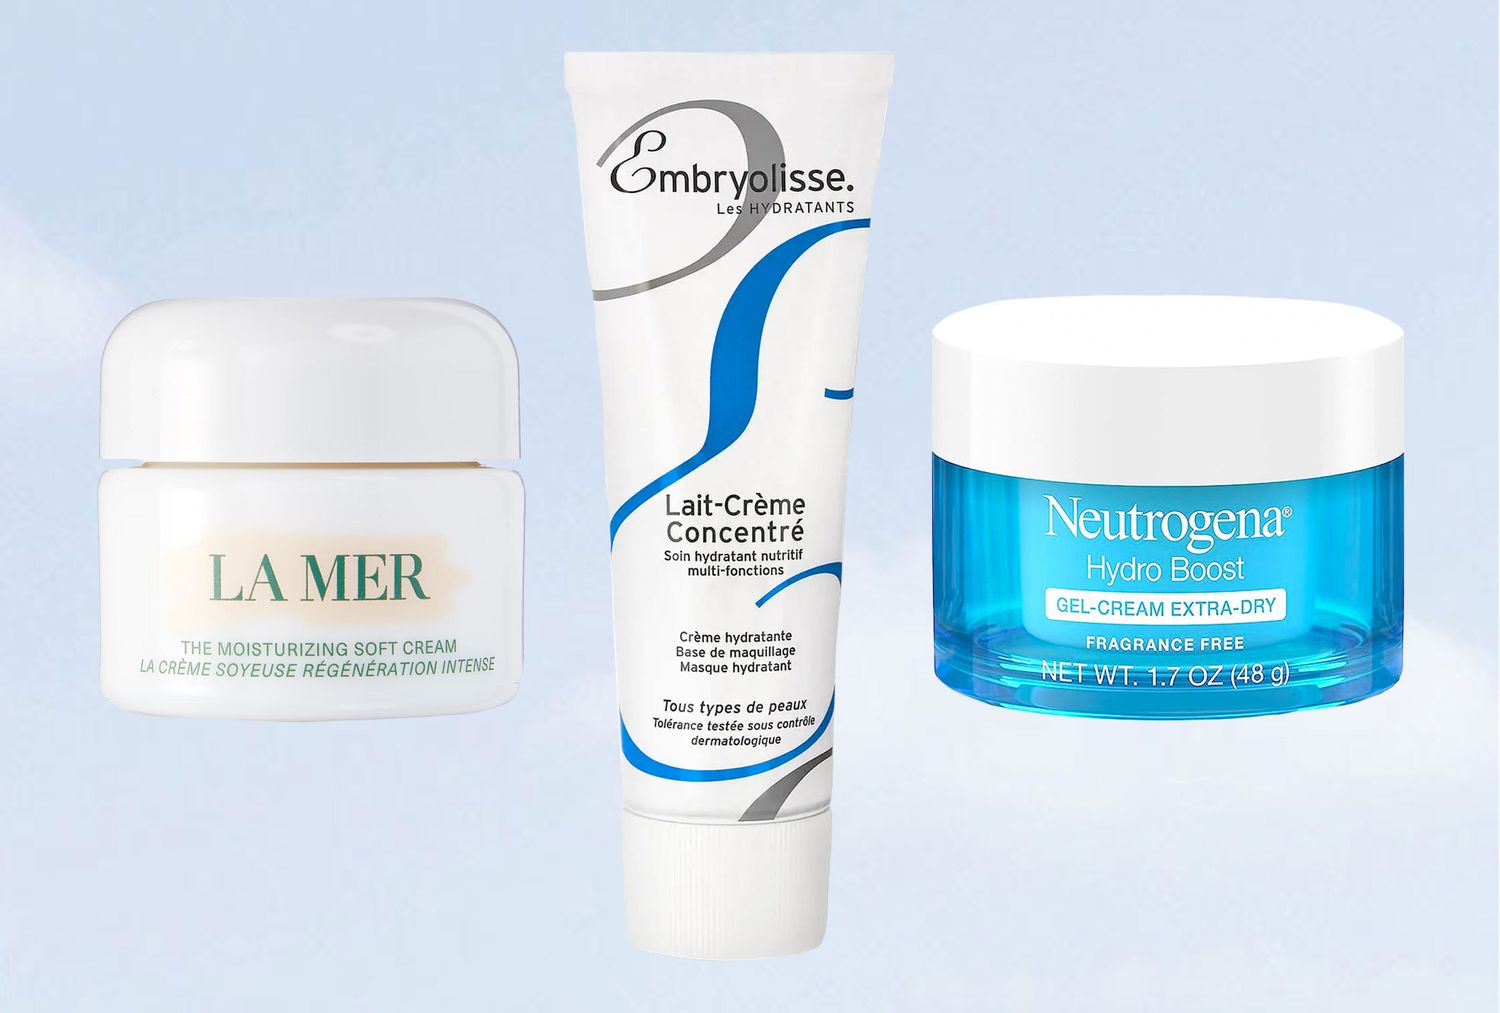 LA MER
THE MOISTURIZING SOFT CREAM
LA CRÈME SOYEUSE RÉGÉNÉRATION INTENSE
Embryolisse.
Les HYDRATANTS
Lait-Crème
Concentré
Soin hydratant nutritif
multi-fonctions
Crème hydratante
Base de maquillage
Masque hydratant
Tous types de peaux
Tolérance testée sous contrôle
dermatologique
Neutrogena®
Hydro Boost
GEL-CREAM EXTRA-DRY
FRAGRANCE FREE
NET WT. 1.7 OZ (48 g)